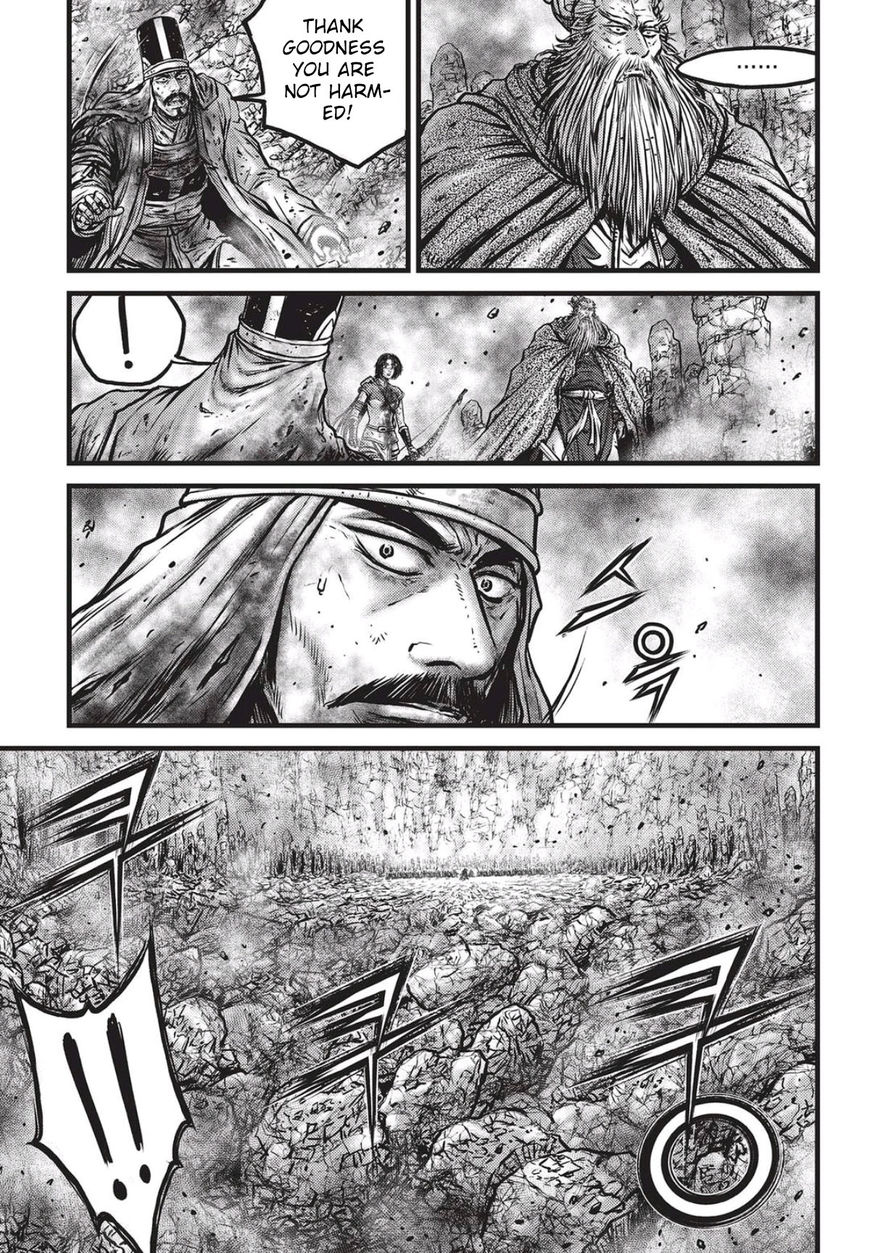 THANK
GOODNESS
YOU ARE
NOT HARM-
ED!
......
!
!!